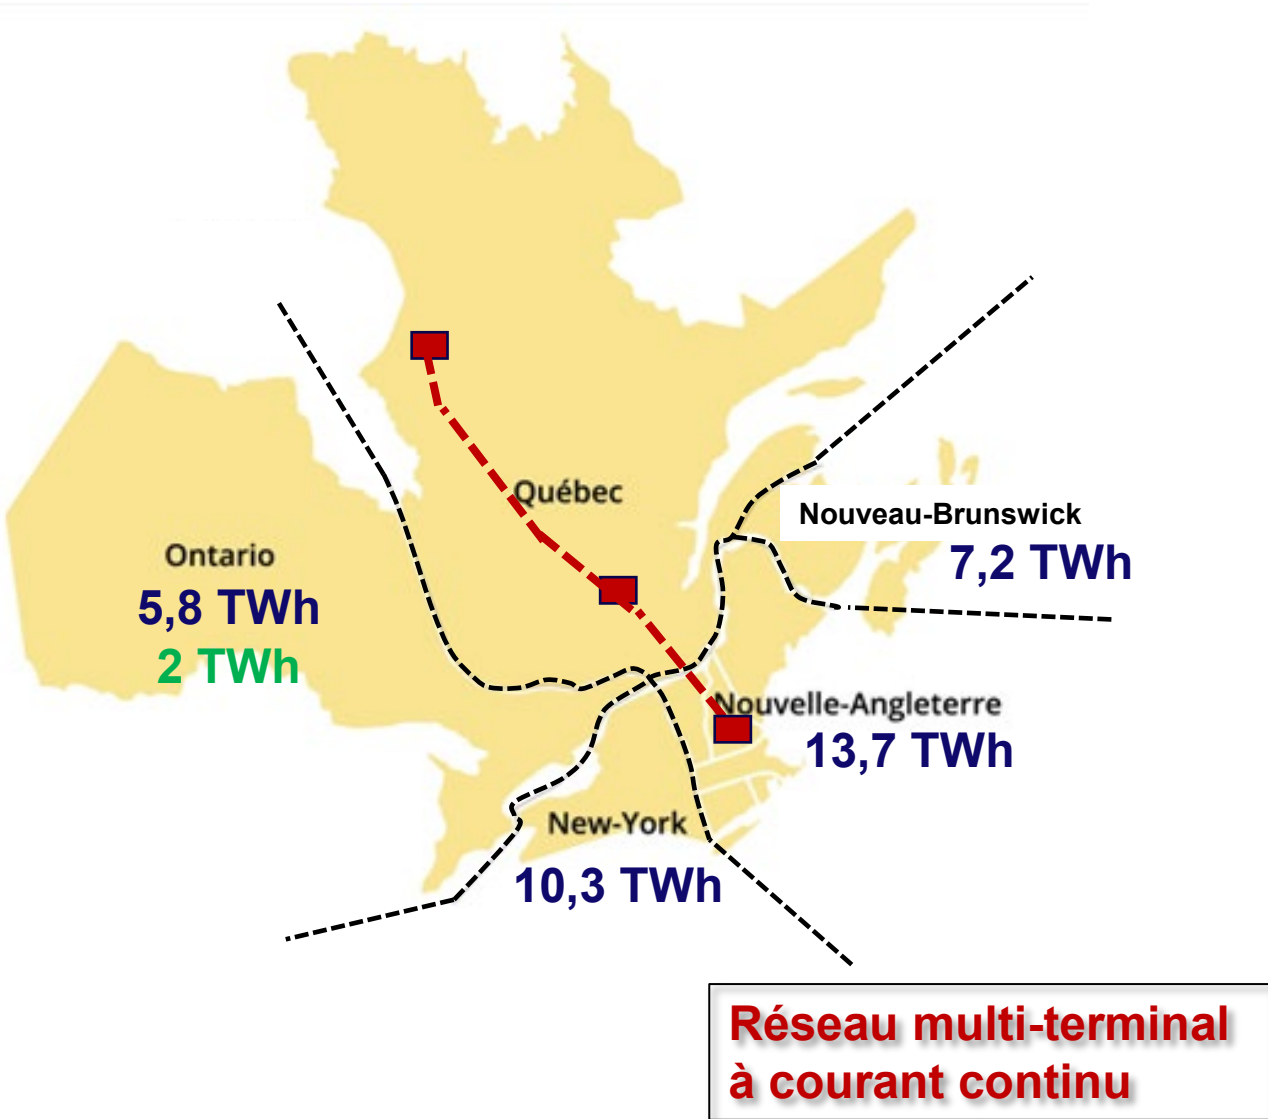 Québec
Nouveau-Brunswick
7,2 TWh
Ontario
5,8 TWh
2 TWh
Nouvelle-Angleterre
13,7 TWh
New-York
10,3 TWh
Réseau multi-terminal
à courant continu